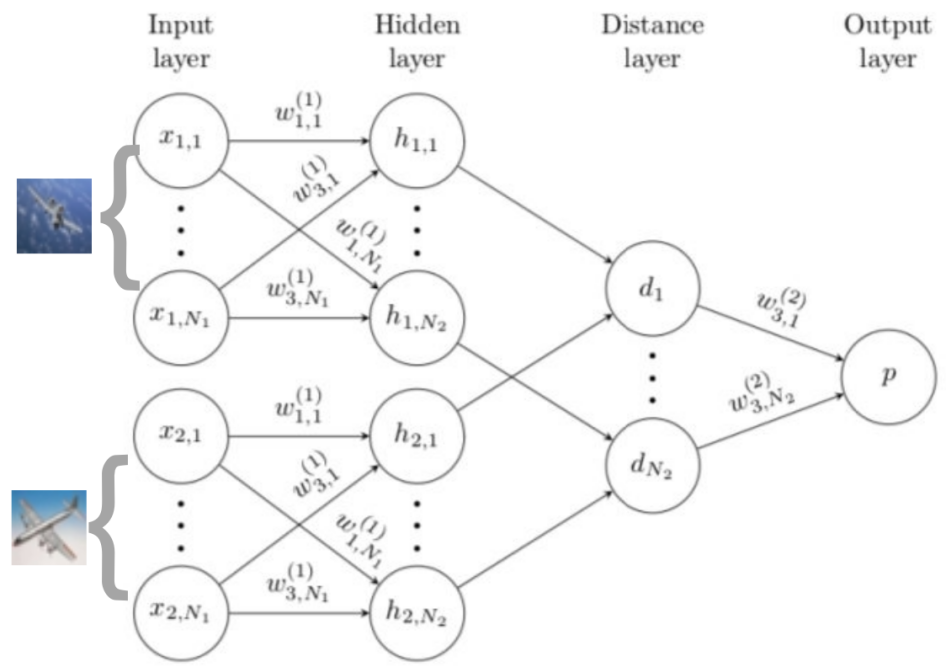 Input layer
Hidden layer
Distance layer
Output layer
x_{1,1}
w_{1,1}^{(1)}
h_{1,1}
w_{3,1}^{(1)}
w_{1,N_1}^{(1)}
x_{1,N_1}
w_{3,N_1}^{(1)}
h_{1,N_2}
x_{2,1}
w_{1,1}^{(1)}
h_{2,1}
w_{3,1}^{(1)}
w_{1,N_1}^{(1)}
x_{2,N_1}
w_{3,N_1}^{(1)}
h_{2,N_2}
d_1
w_{3,1}^{(2)}
d_{N_2}
w_{3,N_2}^{(2)}
p